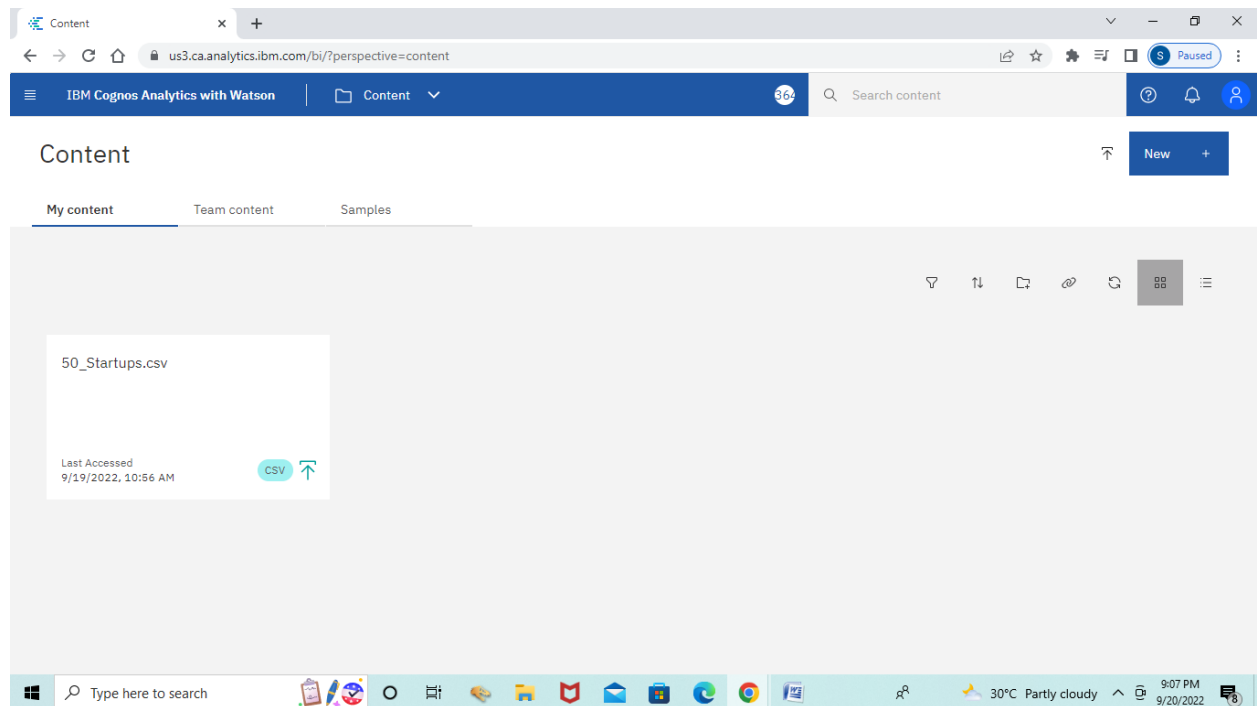 Content
us3.ca.analytics.ibm.com/bi/?perspective=content
S Paused
IBM Cognos Analytics with Watson
Content
364
Search content
Content
New +
My content
Team content
Samples
50_Startups.csv
Last Accessed
9/19/2022, 10:56 AM
CSV
Type here to search
30°C Partly cloudy
9:07 PM
9/20/2022
8